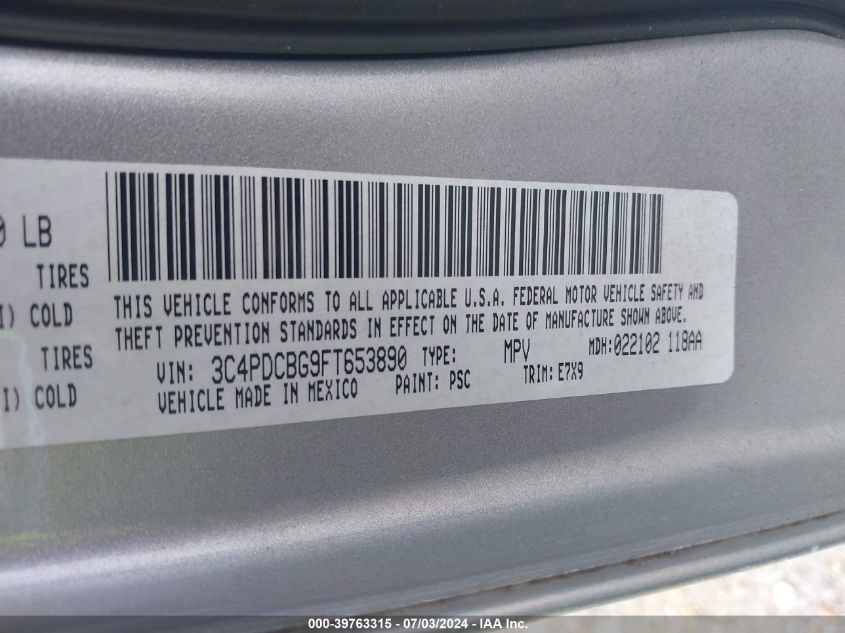 0 LB
TIRES
I) COLD
TIRES
I) COLD
THIS VEHICLE CONFORMS TO ALL APPLICABLE U.S.A. FEDERAL MOTOR VEHICLE SAFETY AND
THEFT PREVENTION STANDARDS IN EFFECT ON THE DATE OF MANUFACTURE SHOWN ABOVE.
VIN: 3C4PDCBG9FT653890 TYPE: MPV MDH:022102 118AA
VEHICLE MADE IN MEXICO PAINT: PSC TRIM: E7X9
000-39763315 - 07/03/2024 - IAA Inc.